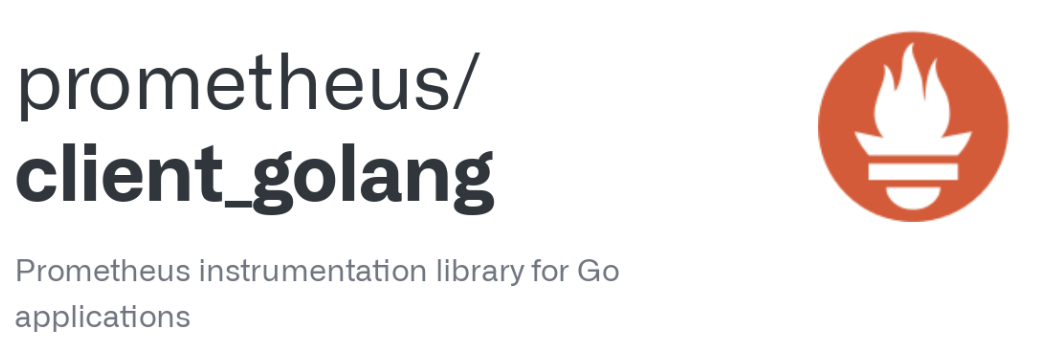 prometheus/
client_golang
Prometheus instrumentation library for Go
applications